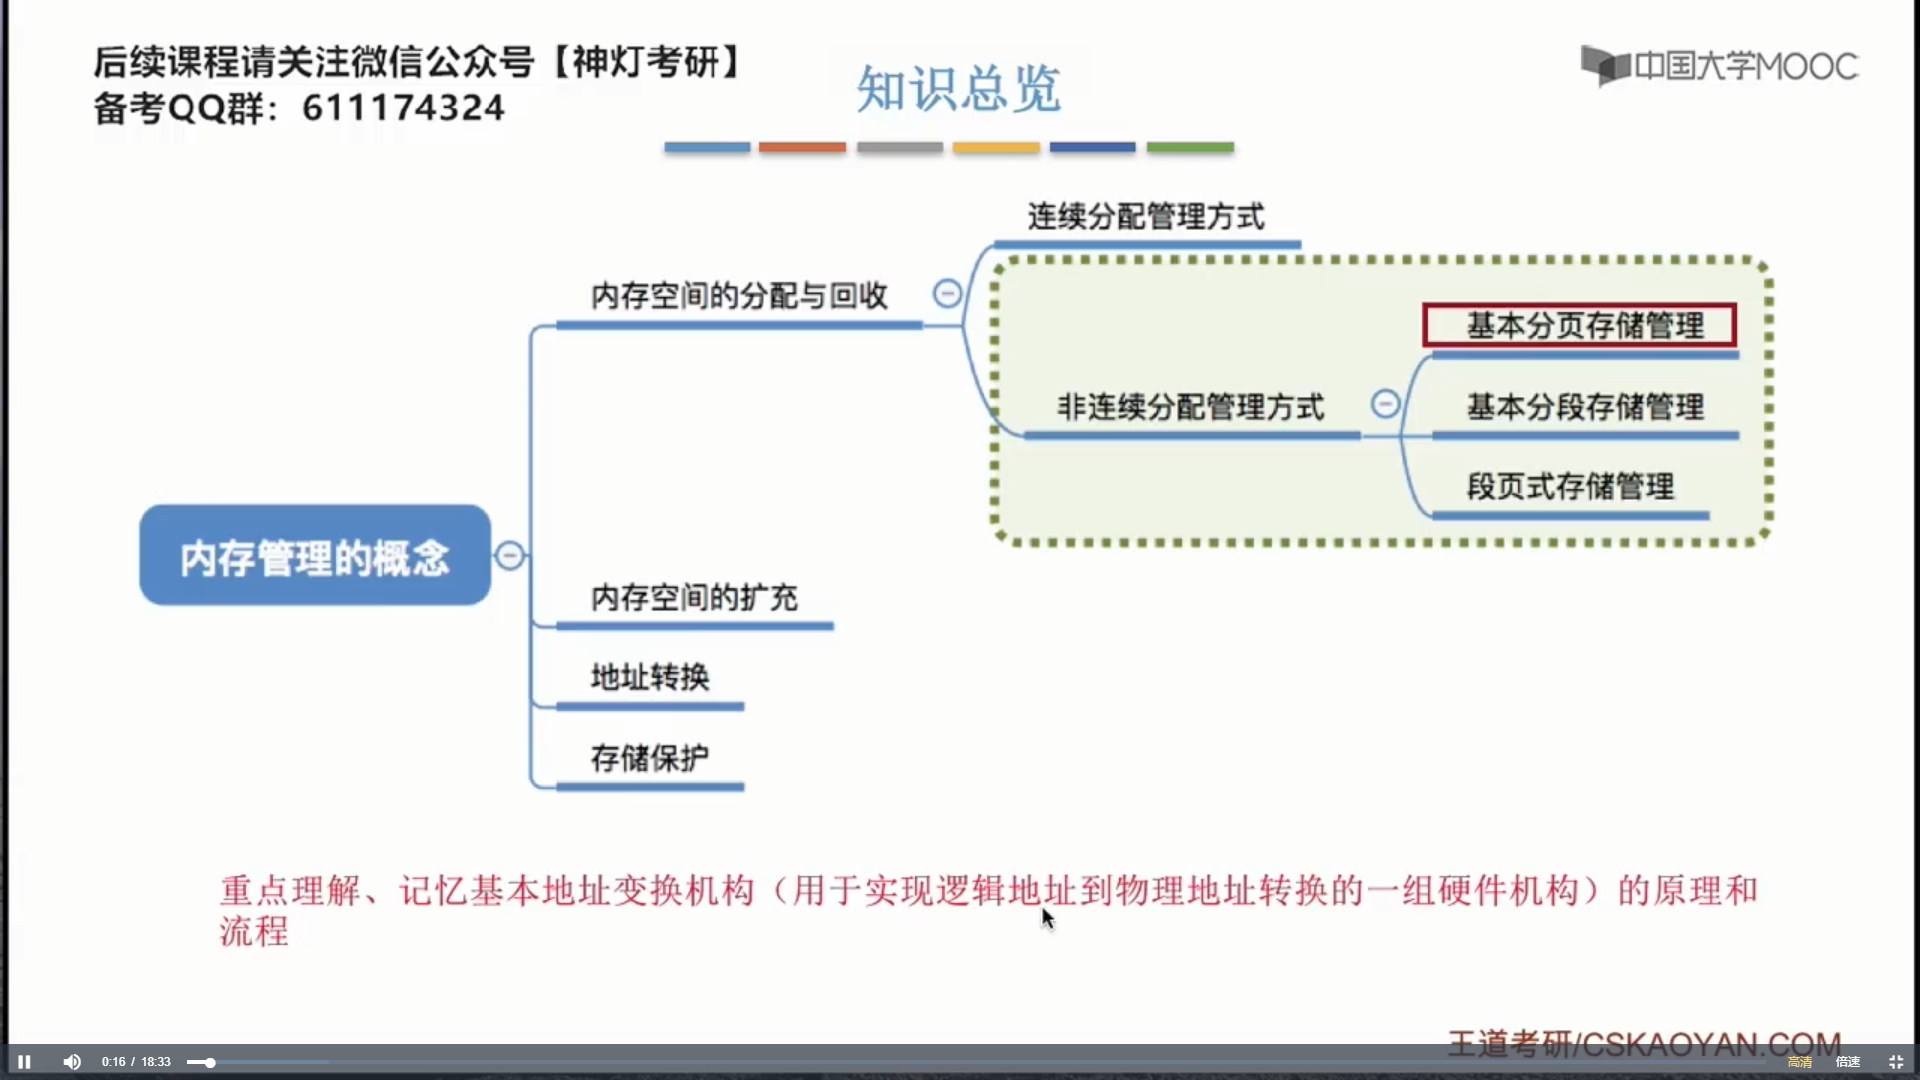 后续课程请关注微信公众号【神灯考研】
备考QQ群：611174324
知识总览
中国大学MOOC
连续分配管理方式
内存空间的分配与回收
基本分页存储管理
非连续分配管理方式
基本分段存储管理
段页式存储管理
内存管理的概念
内存空间的扩充
地址转换
存储保护
重点理解、记忆基本地址变换机构（用于实现逻辑地址到物理地址转换的一组硬件机构）的原理和
流程
王道考研/CSKAOYAN.COM
0:16 / 18:33
高清
倍速